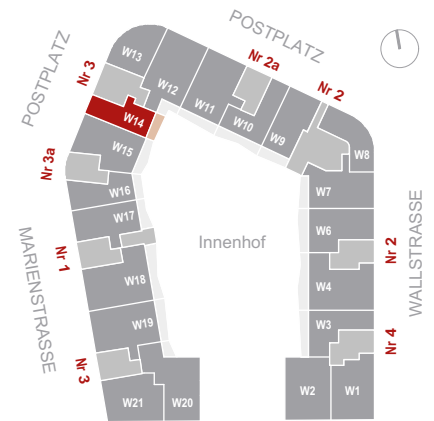 POSTPLATZ
POSTPLATZ
Nr 3
Nr 2a
Nr 2
W13
W12
W11
W10
W9
W8
W14
W15
Nr 3a
W16
W7
W17
W6
Innenhof
Nr 2
WALLSTRASSE
MARIENSTRASSE
Nr 1
W18
W4
W19
W3
Nr 4
Nr 3
W21
W20
W2
W1